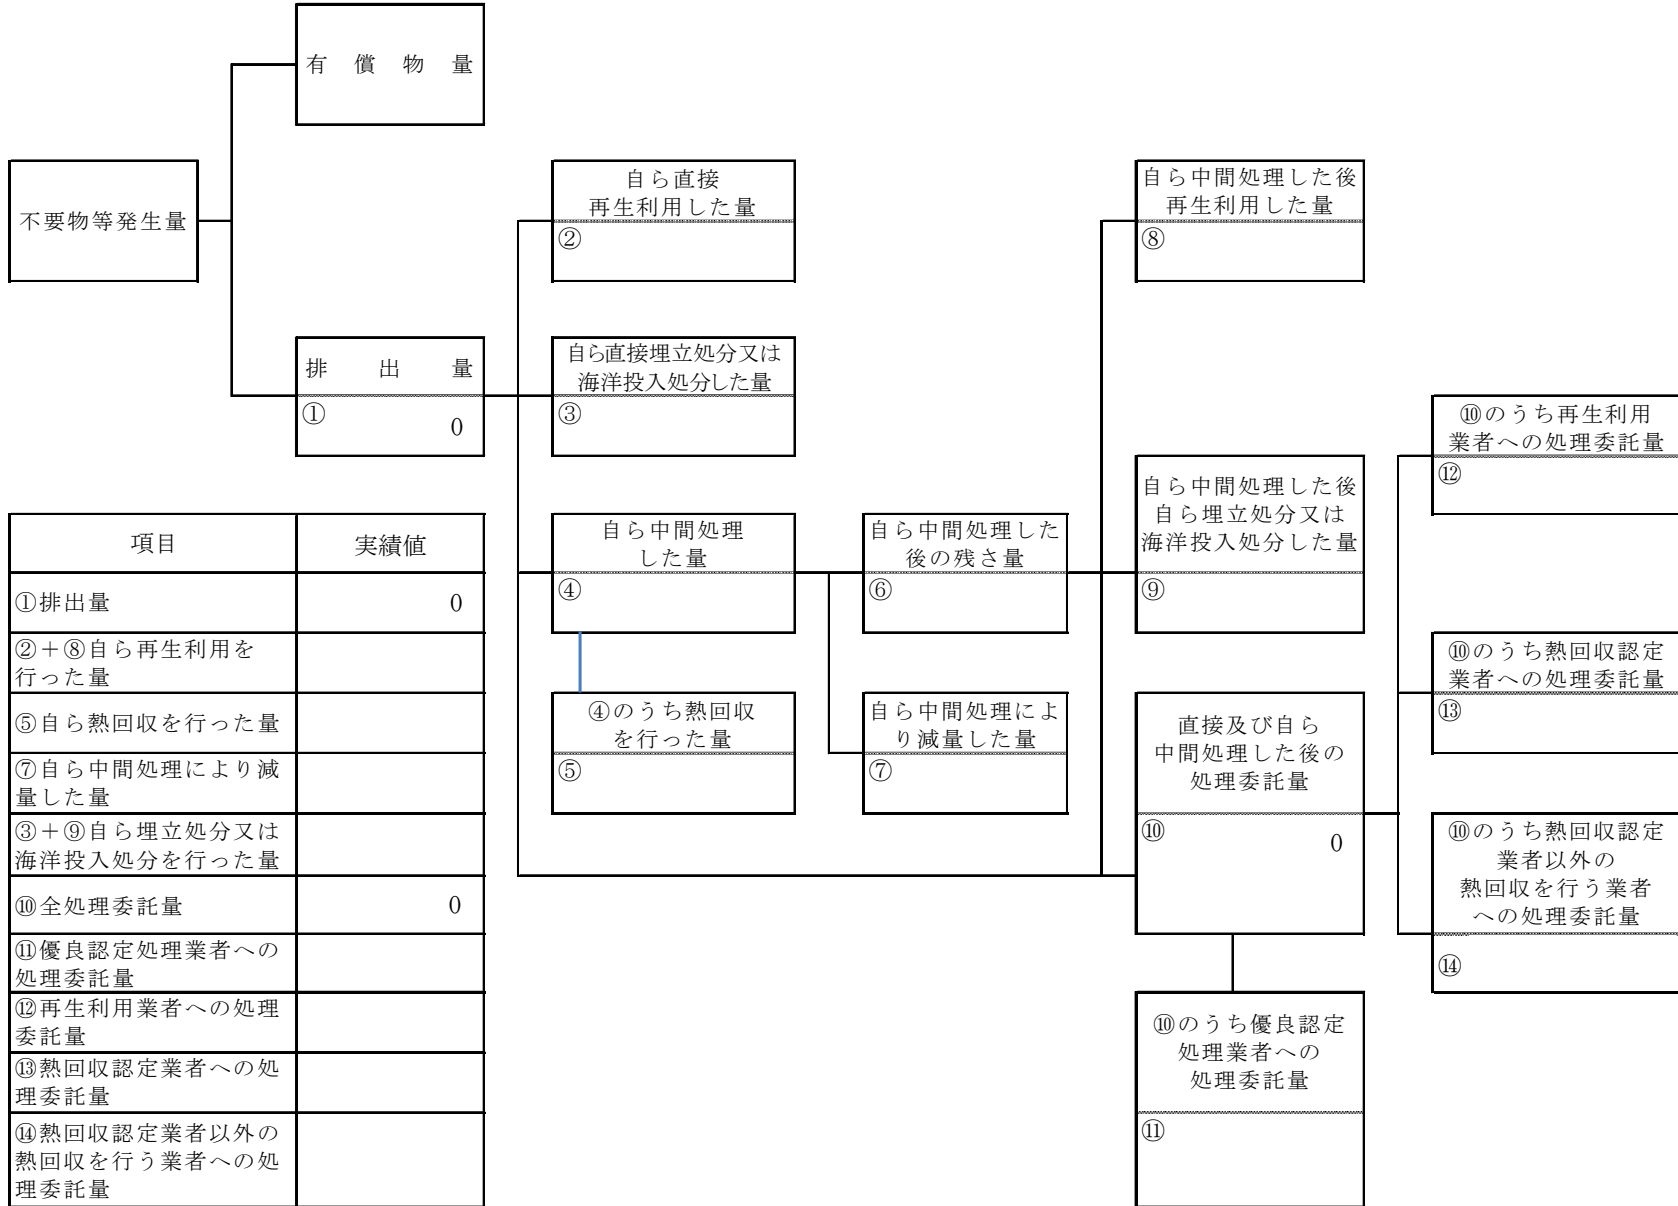 有償物量
不要物等発生量
排出量
①
0
自ら直接
再生利用した量
②
自ら直接埋立処分又は
海洋投入処分した量
③
自ら中間処理
した量
④
④のうち熱回収
を行った量
⑤
自ら中間処理した
後の残さ量
⑥
自ら中間処理によ
り減量した量
⑦
自ら中間処理した後
再生利用した量
⑧
自ら中間処理した後
自ら埋立処分又は
海洋投入処分した量
⑨
直接及び自ら
中間処理した後の
処理委託量
⑩
0
⑩のうち優良認定
処理業者への
処理委託量
⑪
⑩のうち再生利用
業者への処理委託量
⑫
⑩のうち熱回収認定
業者への処理委託量
⑬
⑩のうち熱回収認定
業者以外の
熱回収を行う業者
への処理委託量
⑭
項目 実績値
①排出量 0
②+⑧自ら再生利用を
行った量
⑤自ら熱回収を行った量
⑦自ら中間処理により減
量した量
③+⑨自ら埋立処分又は
海洋投入処分を行った量
⑩全処理委託量 0
⑪優良認定処理業者への
処理委託量
⑫再生利用業者への処理
委託量
⑬熱回収認定業者への処
理委託量
⑭熱回収認定業者以外の
熱回収を行う業者への処
理委託量